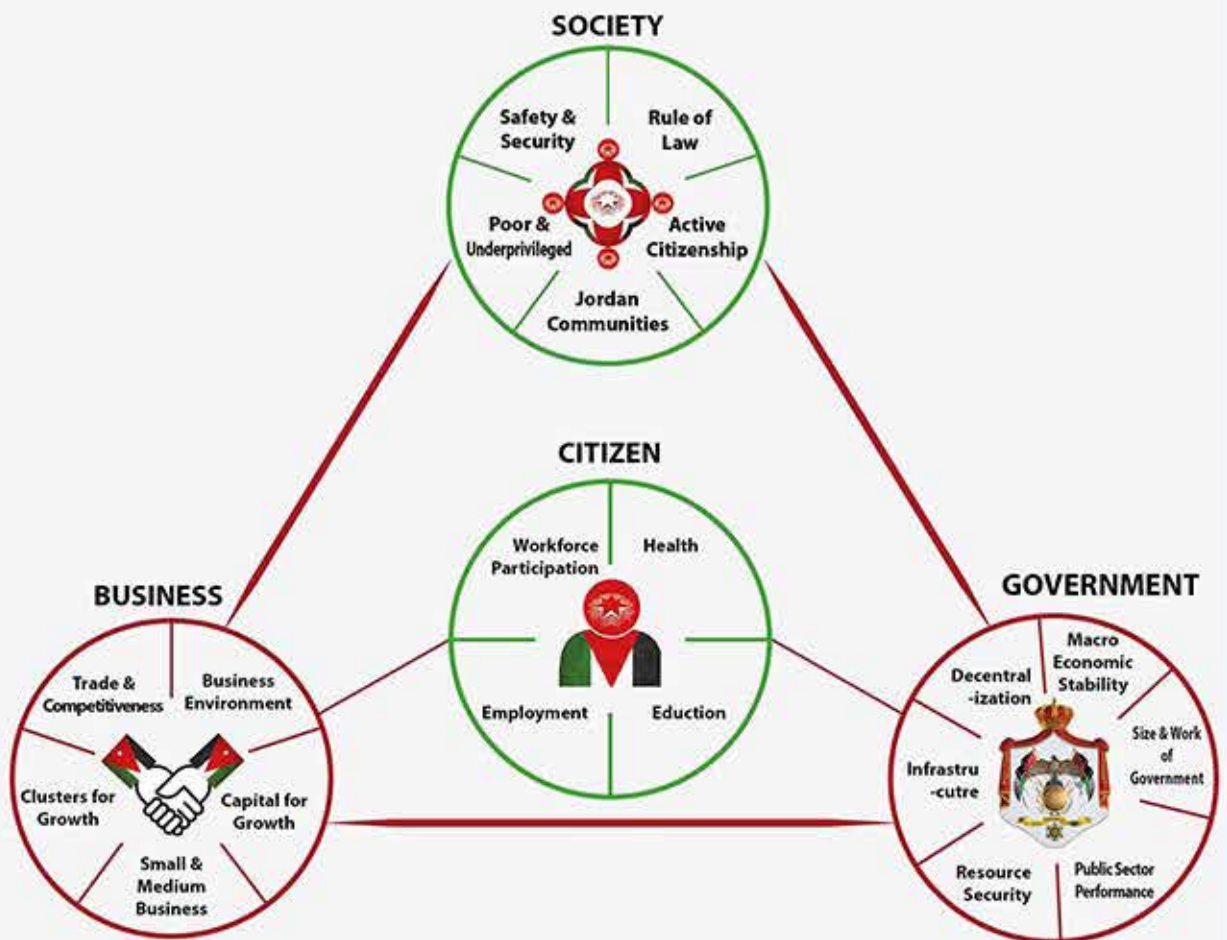 SOCIETY
Safety &
Security
Rule of
Law
Poor &
Underprivileged
Active
Citizenship
Jordan
Communities
CITIZEN
Workforce
Participation
Health
Employment
Eduction
BUSINESS
Trade &
Competitiveness
Business
Environment
Clusters for
Growth
Capital for
Growth
Small &
Medium
Business
GOVERNMENT
Decentral
-ization
Macro
Economic
Stability
Infrastru
-cutre
Size & Work
of
Government
Resource
Security
Public Sector
Performance